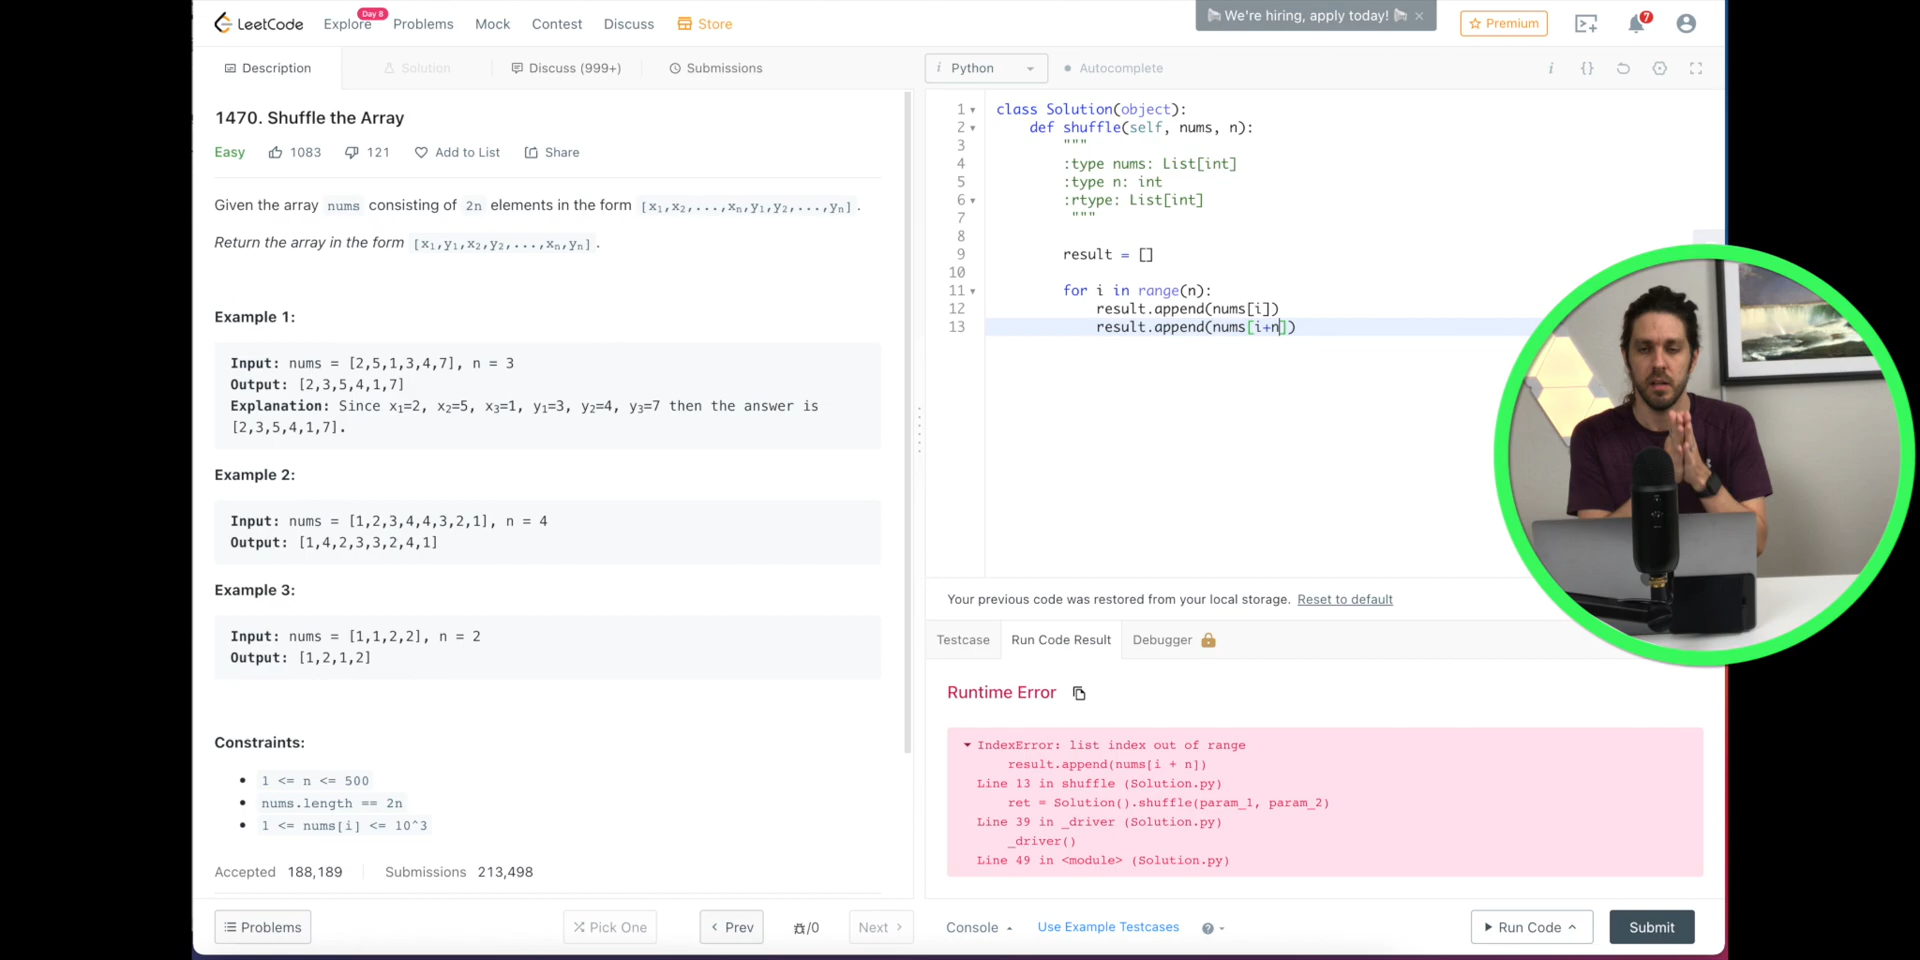 LeetCode
Explore
Day 8
Problems
Mock
Contest
Discuss
Store
We're hiring, apply today!
Premium
7
Description
Solution
Discuss (999+)
Submissions
i Python
Autocomplete
1470. Shuffle the Array
Easy 1083 121 Add to List Share
Given the array nums consisting of 2n elements in the form [x₁,x₂,...,xₙ,y₁,y₂,...,yₙ].
Return the array in the form [x₁,y₁,x₂,y₂,...,xₙ,yₙ].
Example 1:
Input: nums = [2,5,1,3,4,7], n = 3
Output: [2,3,5,4,1,7]
Explanation: Since x₁=2, x₂=5, x₃=1, y₁=3, y₂=4, y₃=7 then the answer is
[2,3,5,4,1,7].
Example 2:
Input: nums = [1,2,3,4,4,3,2,1], n = 4
Output: [1,4,2,3,3,2,4,1]
Example 3:
Input: nums = [1,1,2,2], n = 2
Output: [1,2,1,2]
Constraints:
1 <= n <= 500
nums.length == 2n
1 <= nums[i] <= 10^3
Accepted 188,189 Submissions 213,498
Problems
Pick One
Prev
/0
Next
1 class Solution(object):
2 def shuffle(self, nums, n):
3 """
4 :type nums: List[int]
5 :type n: int
6 :rtype: List[int]
7 """
8
9 result = []
10
11 for i in range(n):
12 result.append(nums[i])
13 result.append(nums[i+n])
Your previous code was restored from your local storage. Reset to default
Testcase
Run Code Result
Debugger
Runtime Error
IndexError: list index out of range
result.append(nums[i + n])
Line 13 in shuffle (Solution.py)
ret = Solution().shuffle(param_1, param_2)
Line 39 in _driver (Solution.py)
_driver()
Line 49 in <module> (Solution.py)
Console
Use Example Testcases
Run Code
Submit